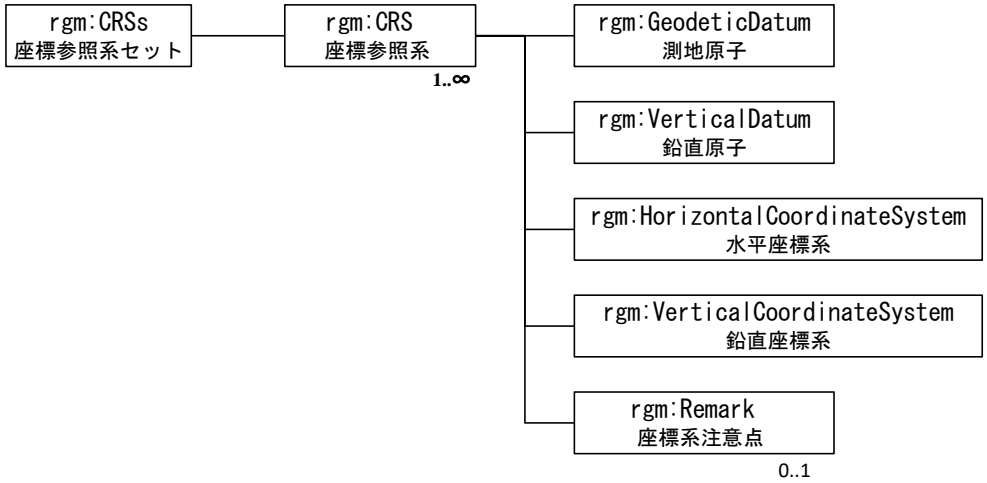 rgm:CRSs
座標参照系セット
rgm:CRS
座標参照系
1..∞
rgm:GeodeticDatum
測地原子
rgm:VerticalDatum
鉛直原子
rgm:HorizontalCoordinateSystem
水平座標系
rgm:VerticalCoordinateSystem
鉛直座標系
rgm:Remark
座標系注意点
0..1